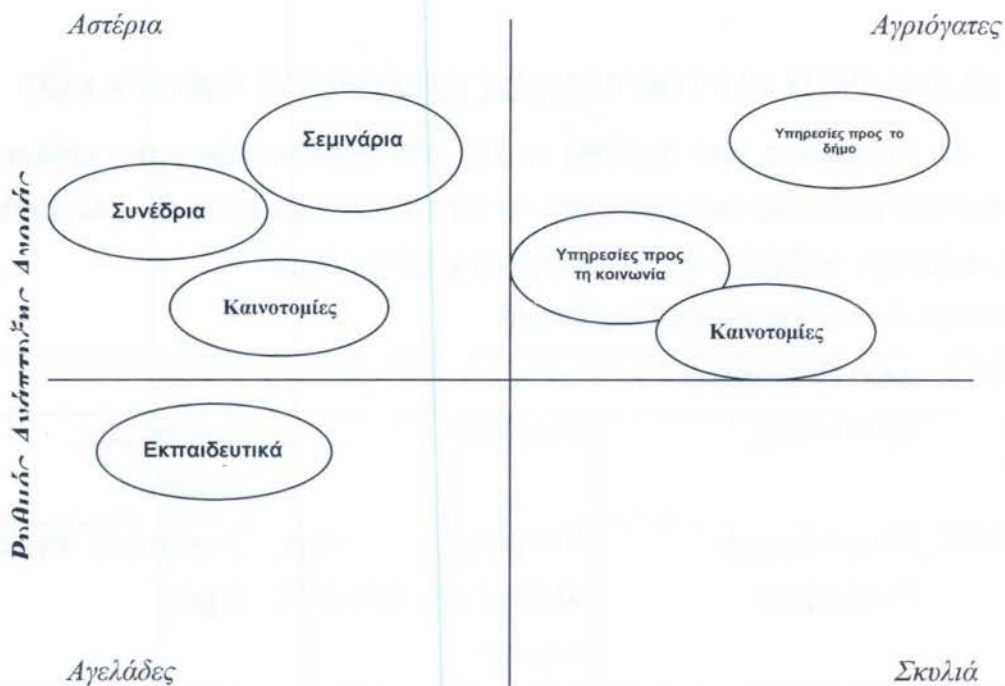 Αστέρια
Αγριόγατες
Σεμινάρια
Υπηρεσίες προς το
δήμο
Συνέδρια
Υπηρεσίες προς
τη κοινωνία
Καινοτομίες
Καινοτομίες
Εκπαιδευτικά
Ρυθμός Ανάπτυξης Αγοράς
Αγελάδες
Σκυλιά